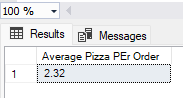 100 %
Results Messages
Average Pizza PEr Order
1 2.32